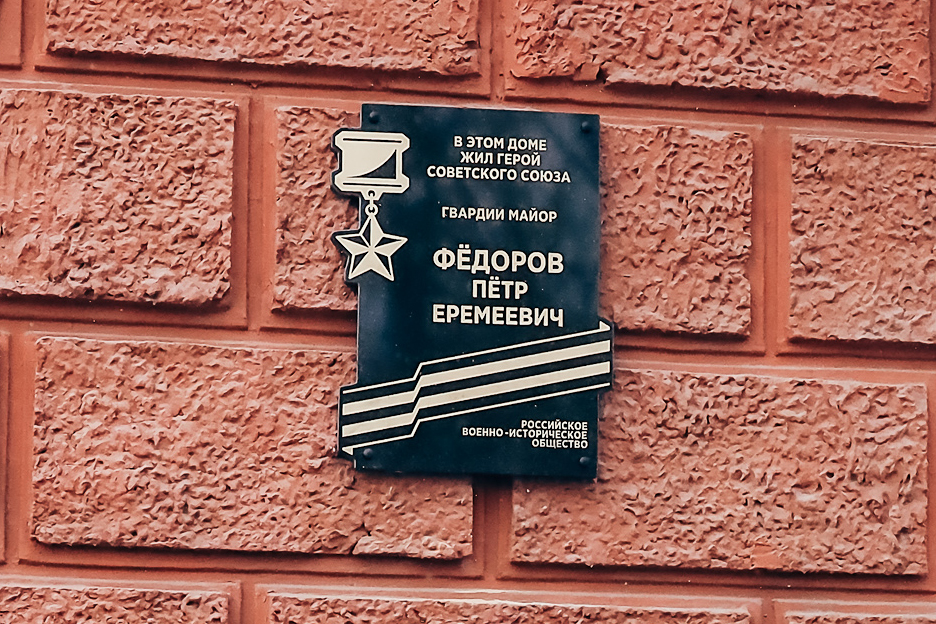 В ЭТОМ ДОМЕ
ЖИЛ ГЕРОЙ
СОВЕТСКОГО СОЮЗА
ГВАРДИИ МАЙОР
ФЁДОРОВ
ПЁТР
ЕРЕМЕЕВИЧ
РОССИЙСКОЕ
ВОЕННО-ИСТОРИЧЕСКОЕ
ОБЩЕСТВО